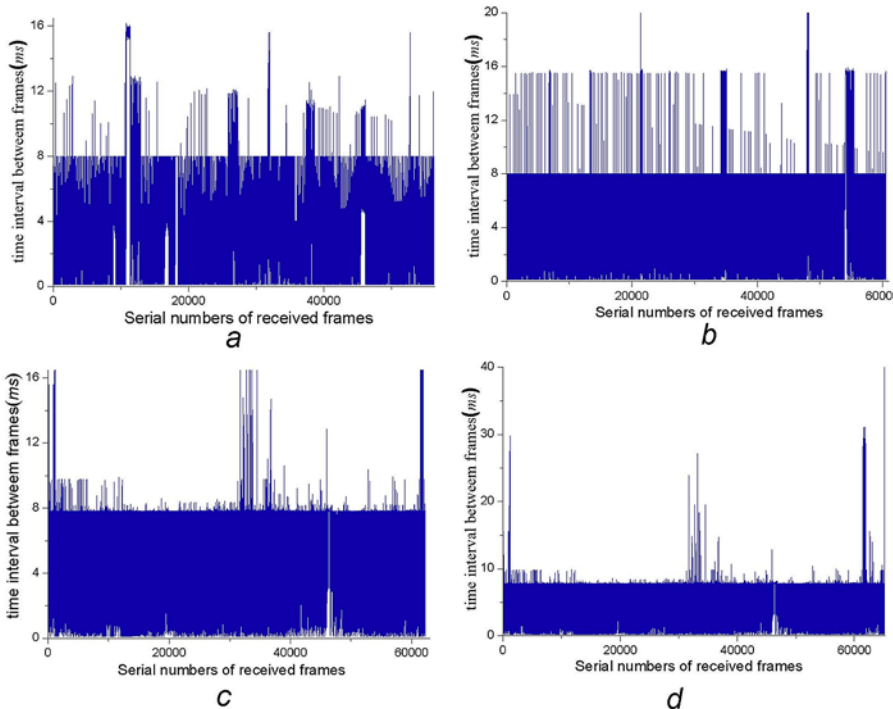 16
12
8
4
0
time interval betweem frames(ms)
0 20000 40000
Serial numbers of received frames
a
20
16
12
8
4
0
time interval betweem frames(ms)
0 20000 40000 6000
Serial numbers of received frames
b
16
12
8
4
0
time interval betweem frames(ms)
0 20000 40000 60000
Serial numbers of received frames
c
40
30
20
10
0
time interval betweem frames(ms)
0 20000 40000 60000
Serial numbers of received frames
d